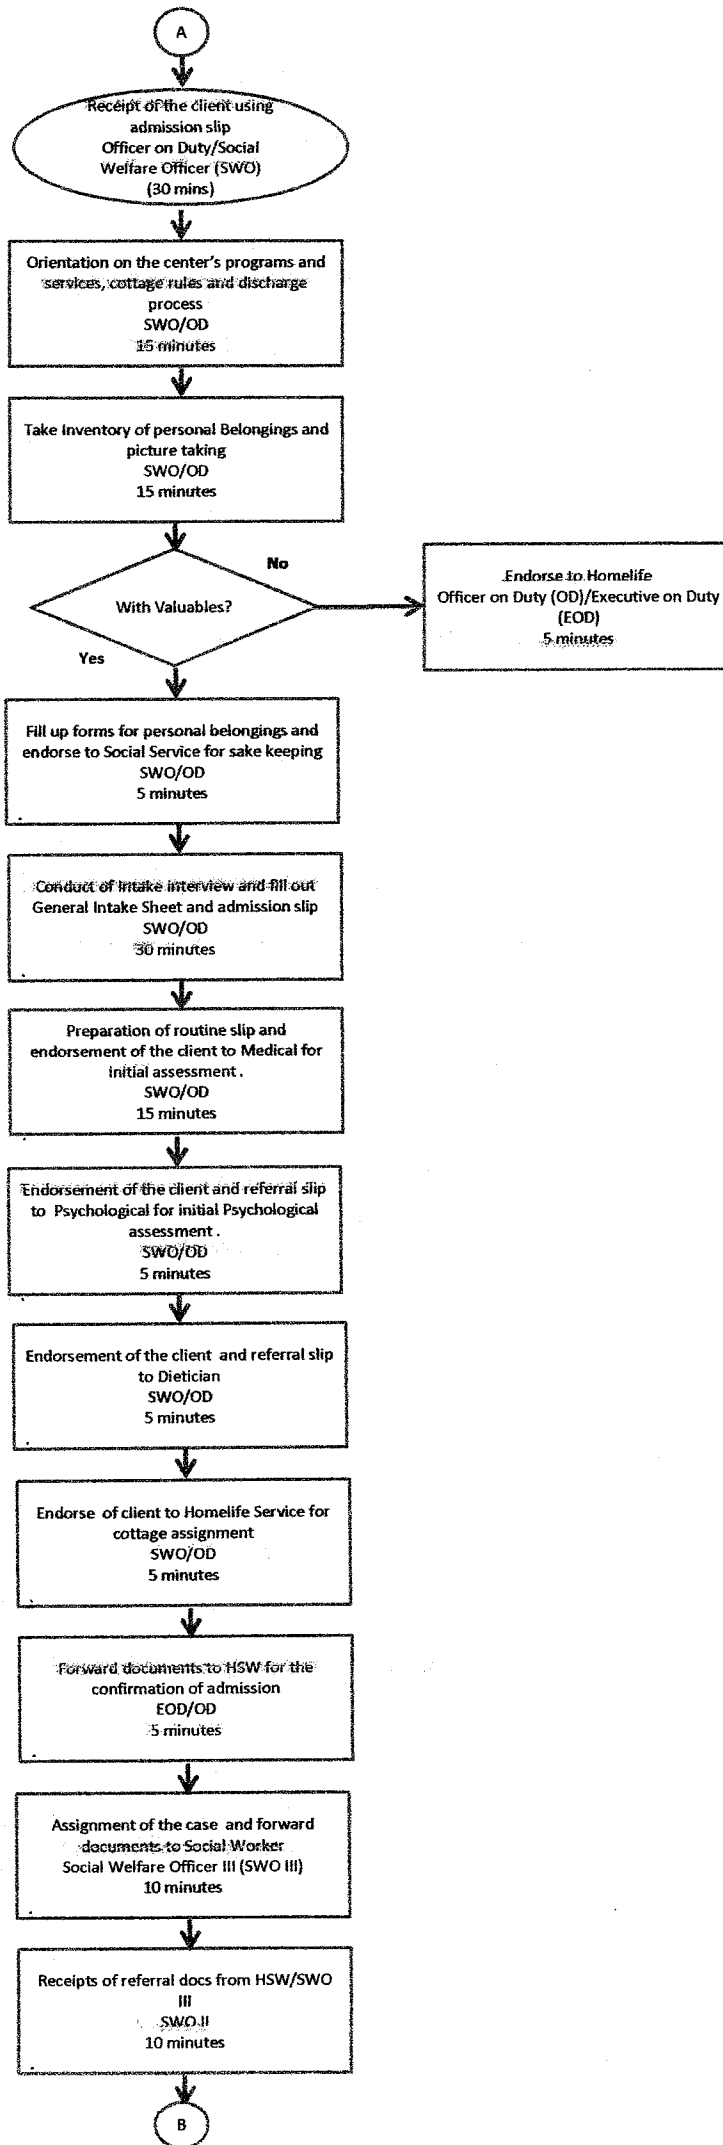 A
Receipt of the client using
admission slip
Officer on Duty/Social
Welfare Officer (SWO)
(30 mins)
Orientation on the center's programs and
services, cottage rules and discharge
process
SWO/OD
15 minutes
Take Inventory of personal Belongings and
picture taking
SWO/OD
15 minutes
With Valuables?
No
Yes
Endorse to Homelife
Officer on Duty (OD)/Executive on Duty
(EOD)
5 minutes
Fill up forms for personal belongings and
endorse to Social Service for sake keeping
SWO/OD
5 minutes
Conduct of Intake interview and fill out
General Intake Sheet and admission slip
SWO/OD
30 minutes
Preparation of routine slip and
endorsement of the client to Medical for
initial assessment .
SWO/OD
15 minutes
Endorsement of the client and referral slip
to Psychological for initial Psychological
assessment .
SWO/OD
5 minutes
Endorsement of the client and referral slip
to Dietician
SWO/OD
5 minutes
Endorse of client to Homelife Service for
cottage assignment
SWO/OD
5 minutes
Forward documents to HSW for the
confirmation of admission
EOD/OD
5 minutes
Assignment of the case and forward
documents to Social Worker
Social Welfare Officer III (SWO III)
10 minutes
Receipts of referral docs from HSW/SWO
III
SWO II
10 minutes
B